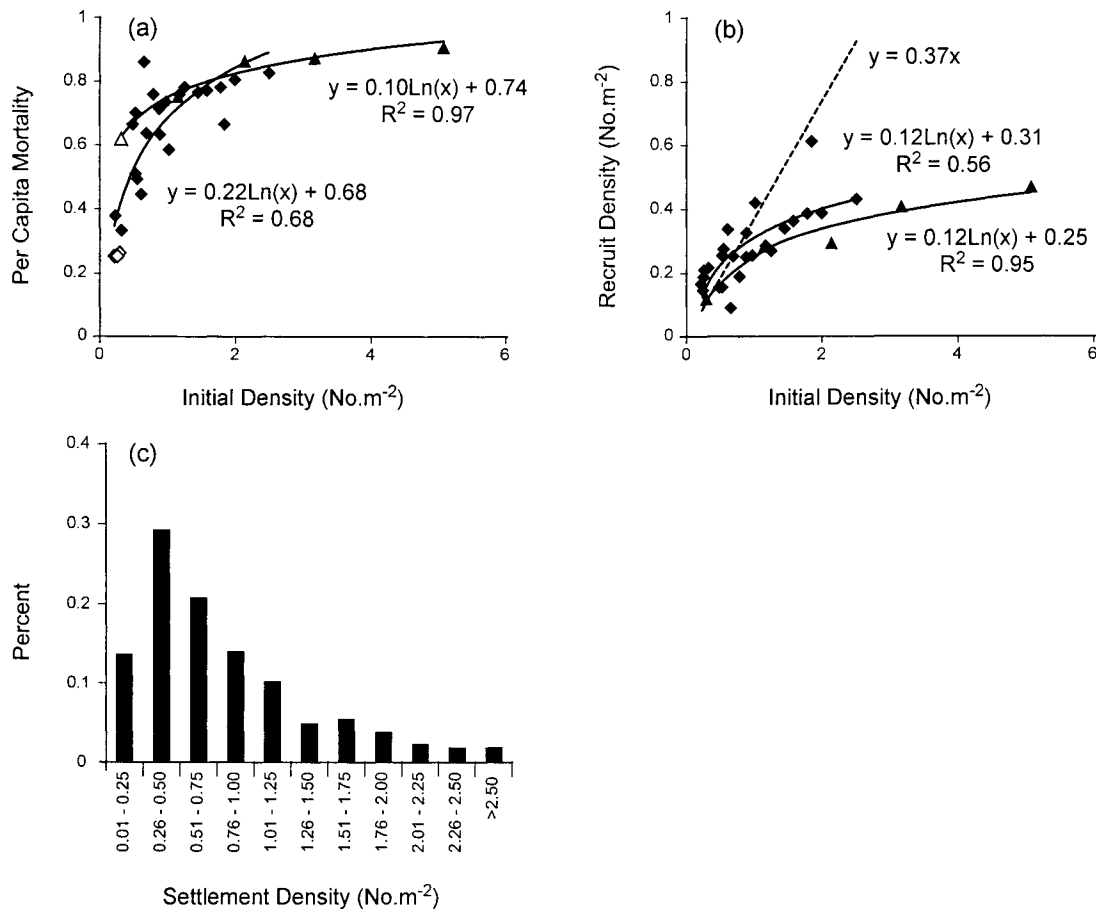 (a)
Per Capita Mortality
1
0.8
0.6
0.4
0.2
0
y = 0.10Ln(x) + 0.74
R² = 0.97
y = 0.22Ln(x) + 0.68
R² = 0.68
0 2 4 6
Initial Density (No.m⁻²)
(b)
Recruit Density (No.m⁻²)
1
0.8
0.6
0.4
0.2
0
y = 0.37x
y = 0.12Ln(x) + 0.31
R² = 0.56
y = 0.12Ln(x) + 0.25
R² = 0.95
0 2 4 6
Initial Density (No.m⁻²)
(c)
Percent
0.4
0.3
0.2
0.1
0
0.01 - 0.25
0.26 - 0.50
0.51 - 0.75
0.76 - 1.00
1.01 - 1.25
1.26 - 1.50
1.51 - 1.75
1.76 - 2.00
2.01 - 2.25
2.26 - 2.50
>2.50
Settlement Density (No.m⁻²)